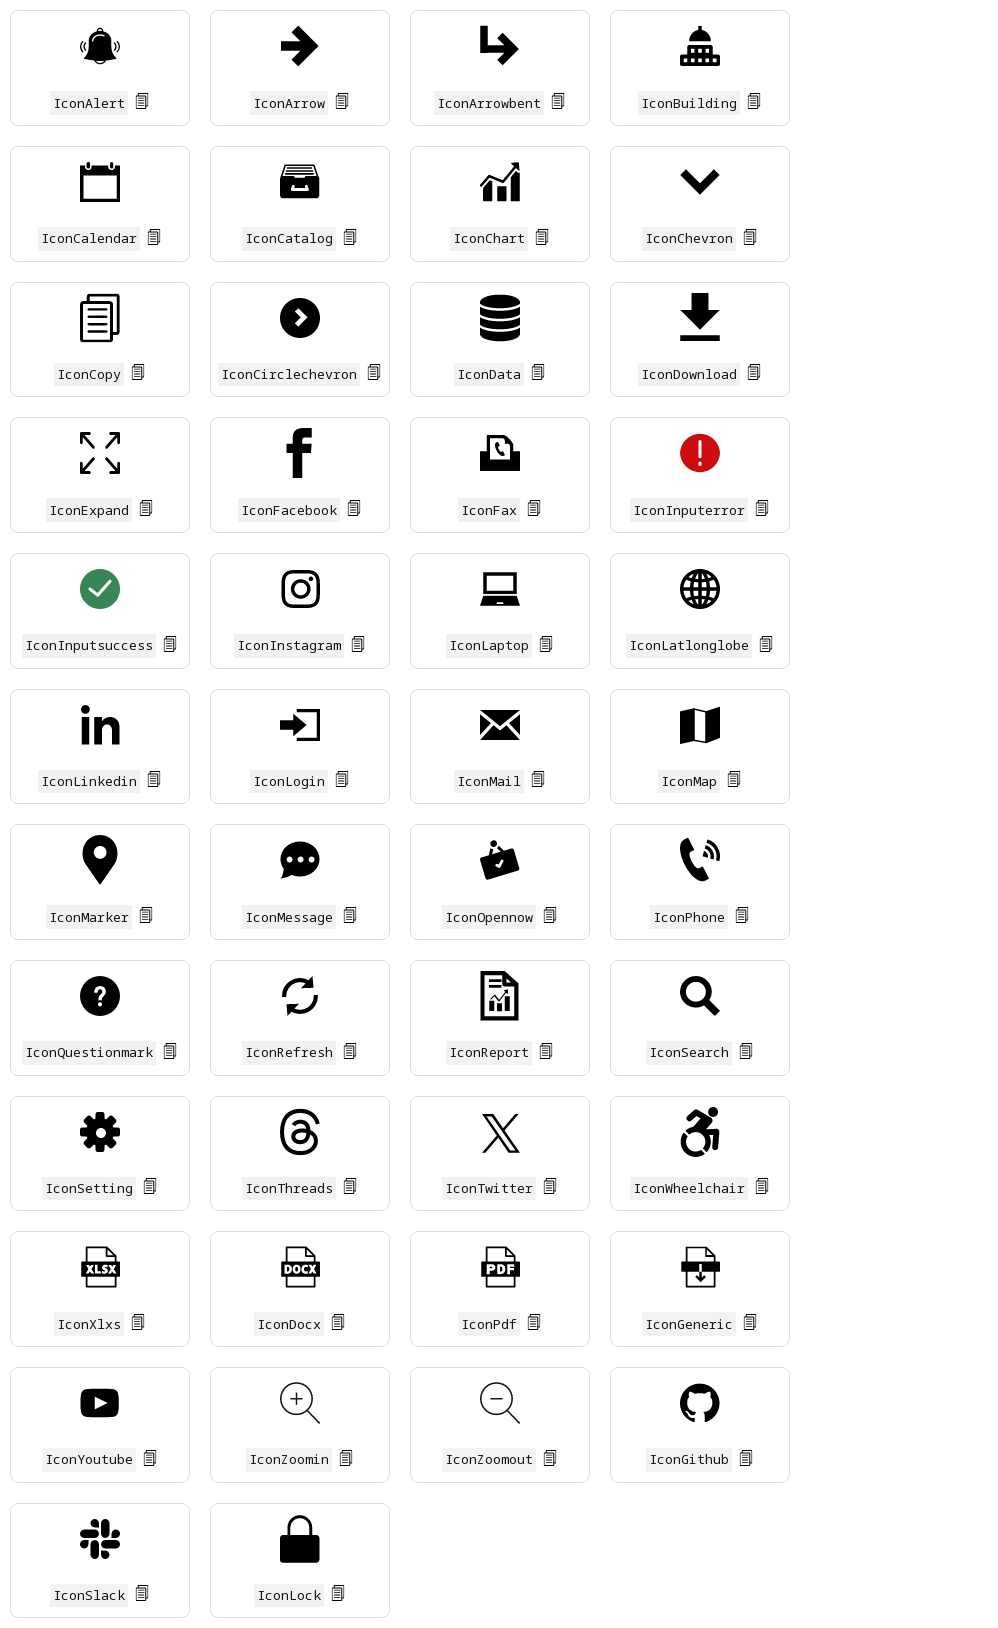 IconAlert
IconArrow
IconArrowbent
IconBuilding
IconCalendar
IconCatalog
IconChart
IconChevron
IconCopy
IconCirclechevron
IconData
IconDownload
IconExpand
IconFacebook
IconFax
IconInputerror
IconInputsuccess
IconInstagram
IconLaptop
IconLatlonglobe
in
IconLinkedin
IconLogin
IconMail
IconMap
IconMarker
IconMessage
IconOpennow
IconPhone
IconQuestionmark
IconRefresh
IconReport
IconSearch
IconSetting
IconThreads
IconTwitter
IconWheelchair
XLSX
DOCX
PDF
IconXlxs
IconDocx
IconPdf
IconGeneric
IconYoutube
IconZoomin
IconZoomout
IconGithub
IconSlack
IconLock